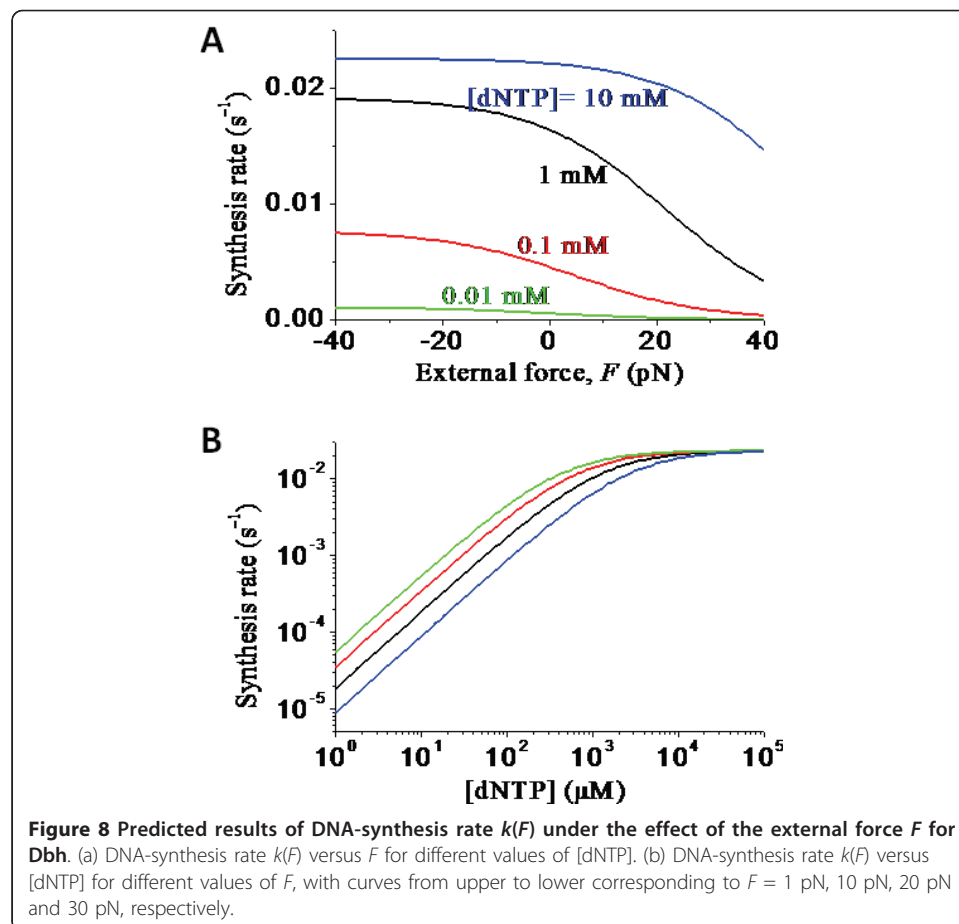 A
Synthesis rate (s⁻¹)
0.02
0.01
0.00
[dNTP]= 10 mM
1 mM
0.1 mM
0.01 mM
-40 -20 0 20 40
External force, F (pN)
B
Synthesis rate (s⁻¹)
10⁻²
10⁻³
10⁻⁴
10⁻⁵
10⁰ 10¹ 10² 10³ 10⁴ 10⁵
[dNTP] (μM)
Figure 8 Predicted results of DNA-synthesis rate k(F) under the effect of the external force F for
Dbh. (a) DNA-synthesis rate k(F) versus F for different values of [dNTP]. (b) DNA-synthesis rate k(F) versus
[dNTP] for different values of F, with curves from upper to lower corresponding to F = 1 pN, 10 pN, 20 pN
and 30 pN, respectively.